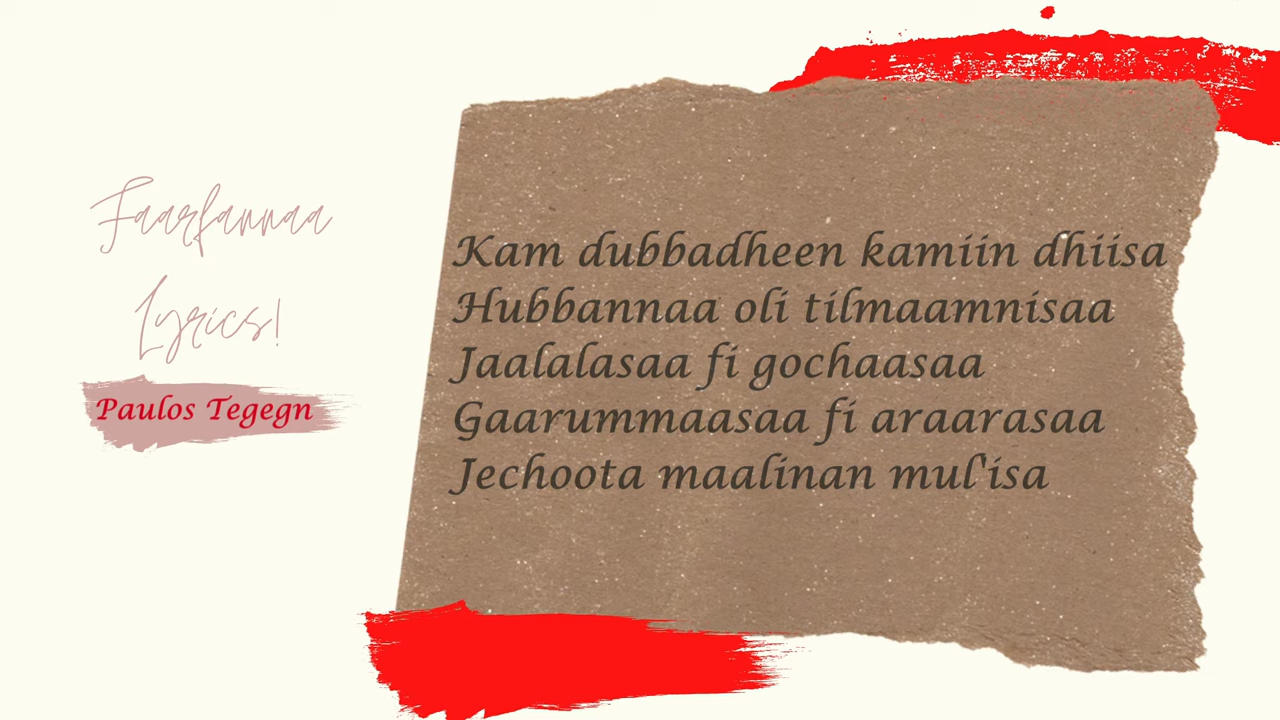 Faarfannaa
Lyrics!
Paulos Tegegn
Kam dubbadheen kamiin dhiisa
Hubbannaa oli tilmaamnisaa
Jaalalasaa fi gochaasaa
Gaarummaasaa fi araarasaa
Jechoota maalinan mul'isa